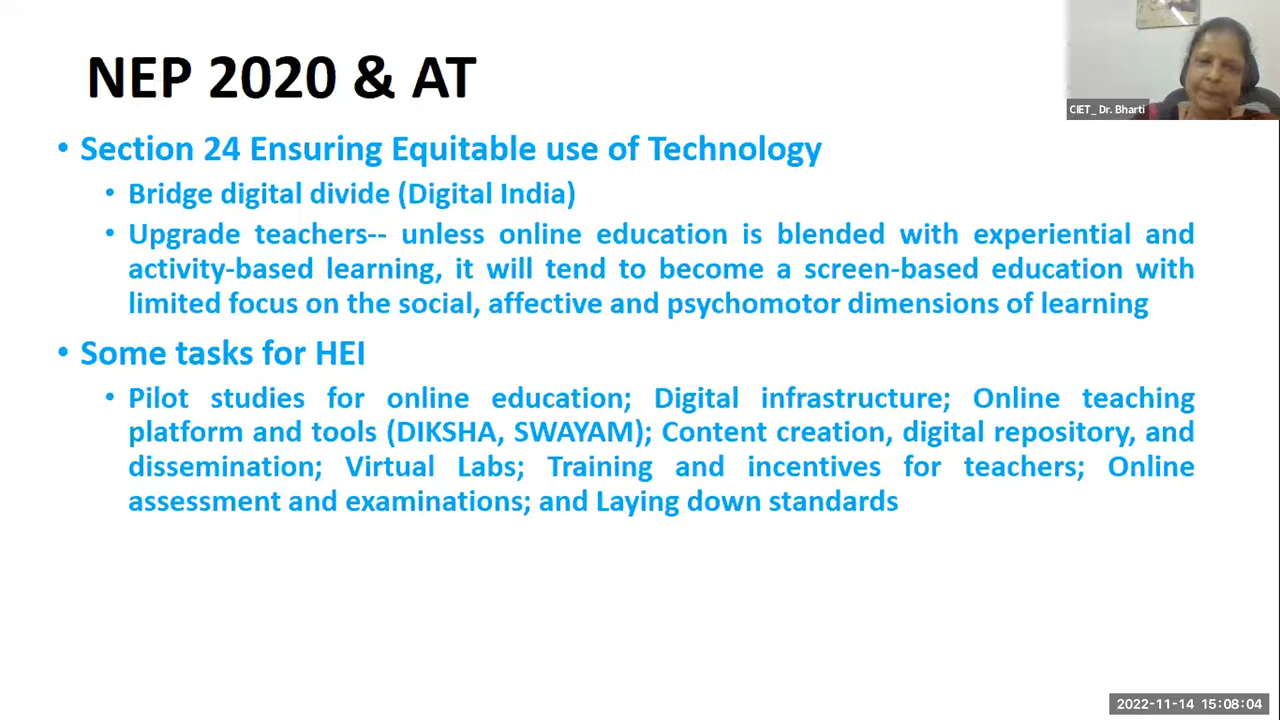 NEP 2020 & AT
CIET_ Dr. Bharti
• Section 24 Ensuring Equitable use of Technology
• Bridge digital divide (Digital India)
• Upgrade teachers-- unless online education is blended with experiential and
activity-based learning, it will tend to become a screen-based education with
limited focus on the social, affective and psychomotor dimensions of learning
• Some tasks for HEI
• Pilot studies for online education; Digital infrastructure; Online teaching
platform and tools (DIKSHA, SWAYAM); Content creation, digital repository, and
dissemination; Virtual Labs; Training and incentives for teachers; Online
assessment and examinations; and Laying down standards
2022-11-14 15:08:04